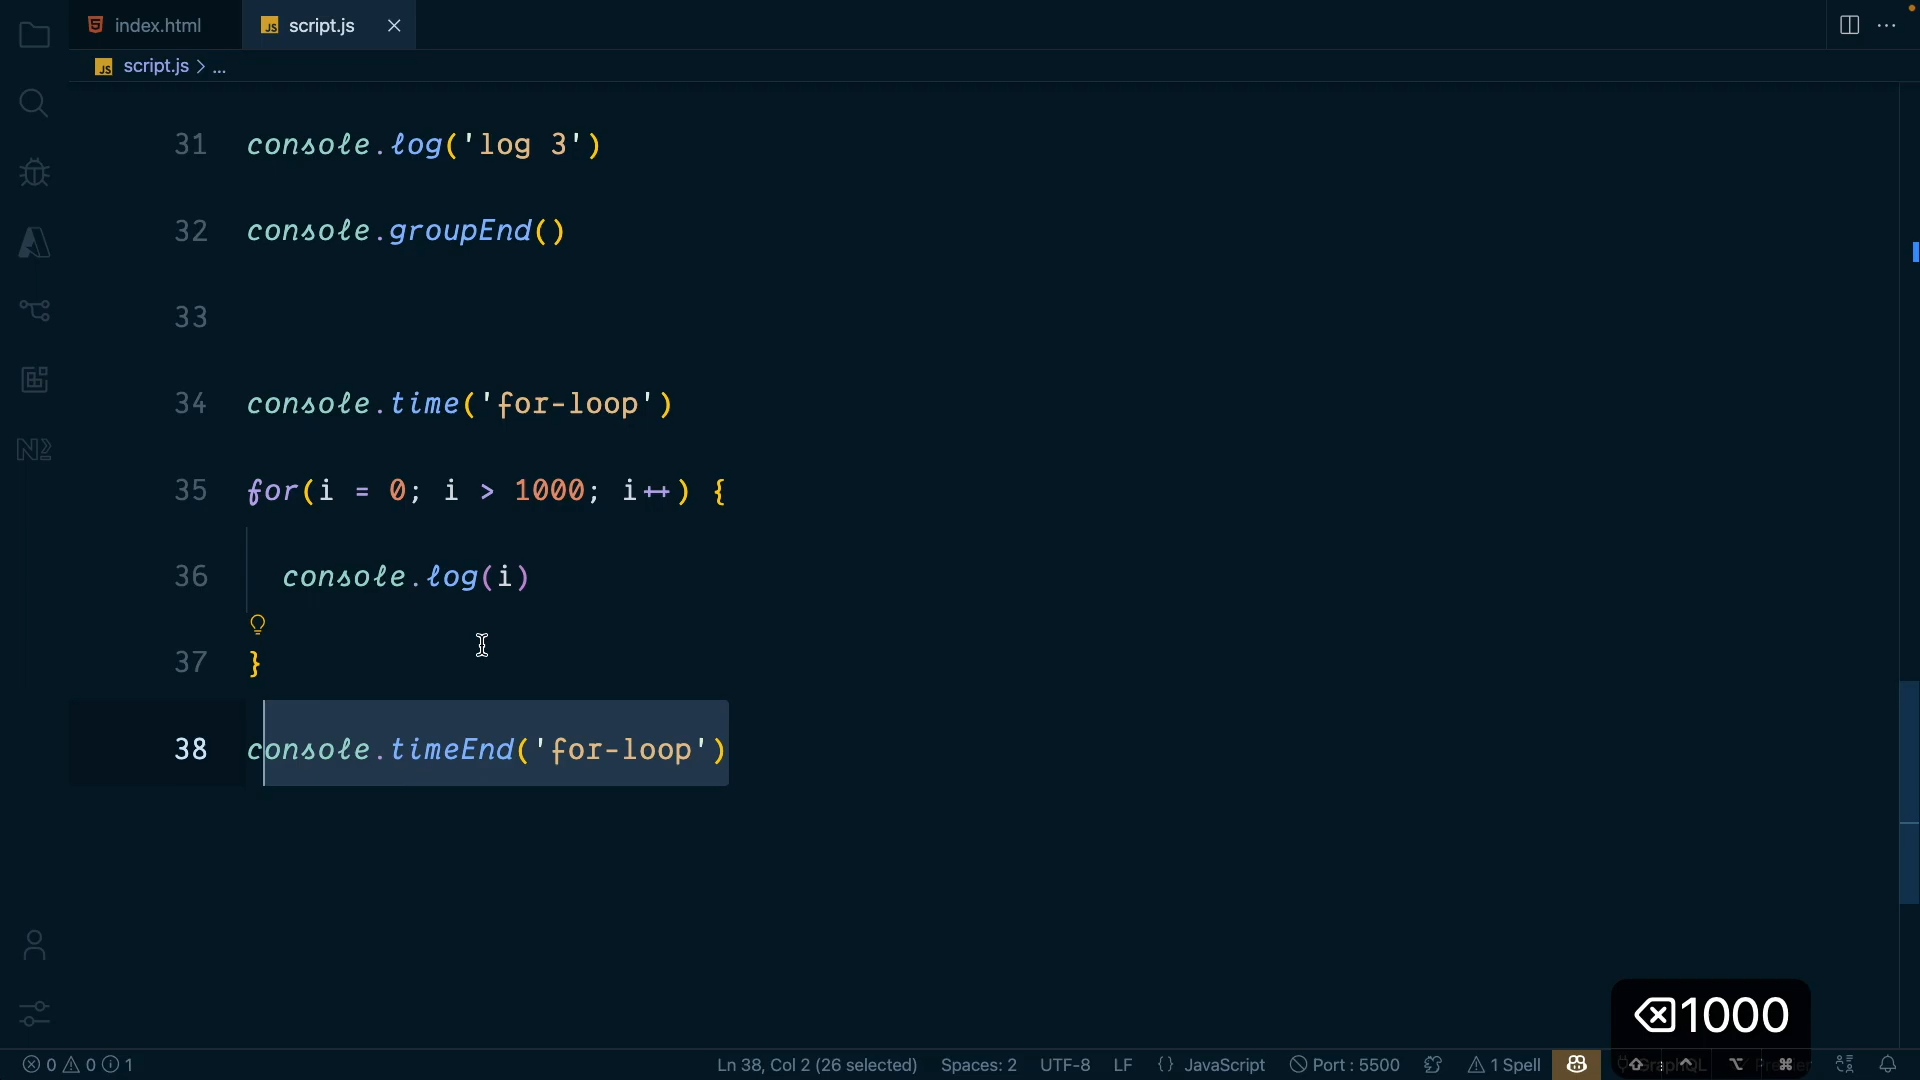 index.html
script.js
script.js > ...
31 console.log('log 3')
32 console.groupEnd()
33
34 console.time('for-loop')
35 for(i = 0; i > 1000; i++) {
36 console.log(i)
37 }
38 console.timeEnd('for-loop')
1000
0 0 1
Ln 38, Col 2 (26 selected) Spaces: 2 UTF-8 LF {} JavaScript Port : 5500 1 Spell